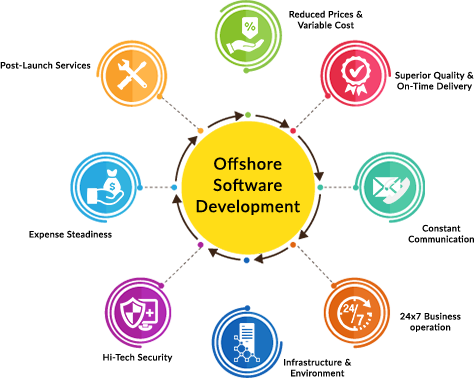 Reduced Prices &
Variable Cost
%
Post-Launch Services
Superior Quality &
On-Time Delivery
Offshore
Software
Development
$
Expense Steadiness
Constant
Communication
24/7
24x7 Business
operation
Hi-Tech Security
Infrastructure &
Environment